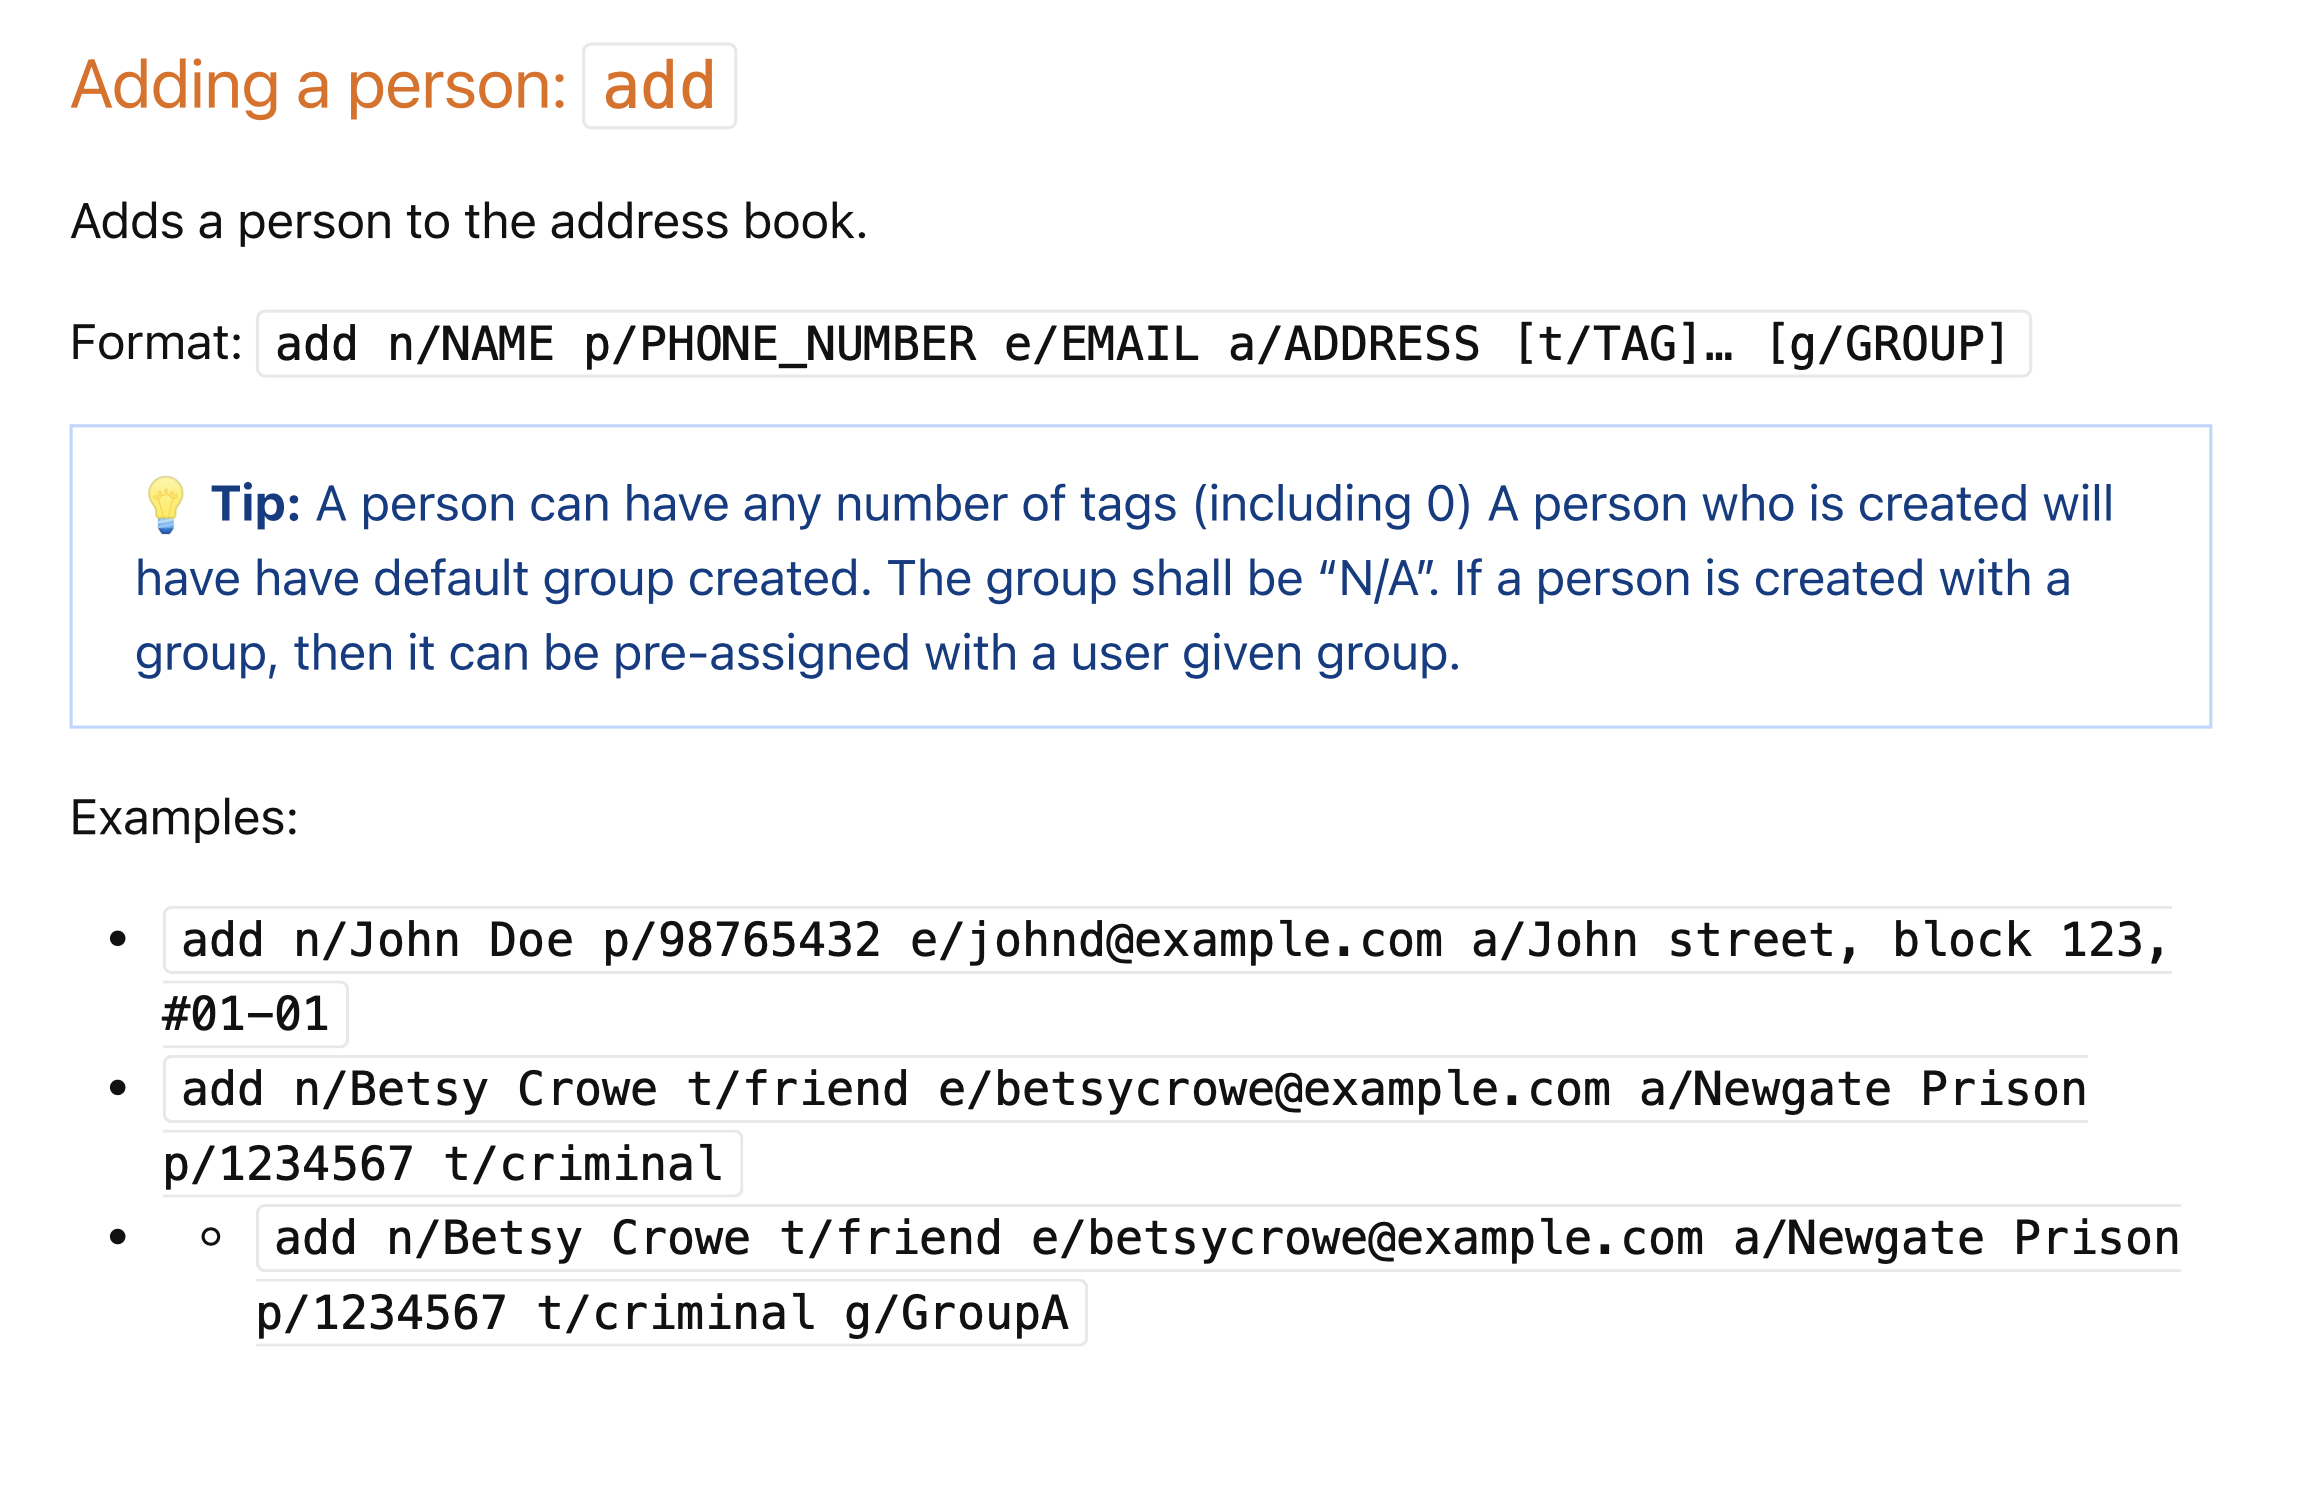 Adding a person: add
Adds a person to the address book.
Format: add n/NAME p/PHONE_NUMBER e/EMAIL a/ADDRESS [t/TAG]… [g/GROUP]
💡 Tip: A person can have any number of tags (including 0) A person who is created will
have have default group created. The group shall be “N/A”. If a person is created with a
group, then it can be pre-assigned with a user given group.
Examples:
• add n/John Doe p/98765432 e/johnd@example.com a/John street, block 123,
#01-01
• add n/Betsy Crowe t/friend e/betsycrowe@example.com a/Newgate Prison
p/1234567 t/criminal
• ◦ add n/Betsy Crowe t/friend e/betsycrowe@example.com a/Newgate Prison
p/1234567 t/criminal g/GroupA